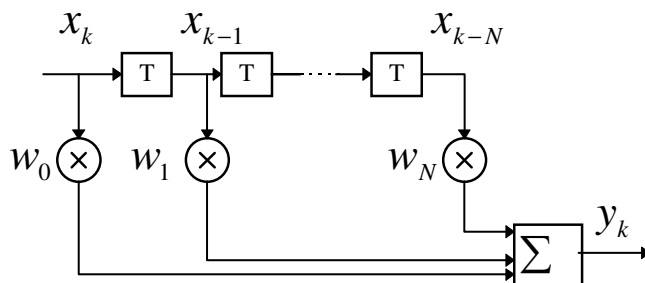 x_k x_{k-1} x_{k-N}
T T T
w_0 × w_1 × w_N ×
Σ y_k